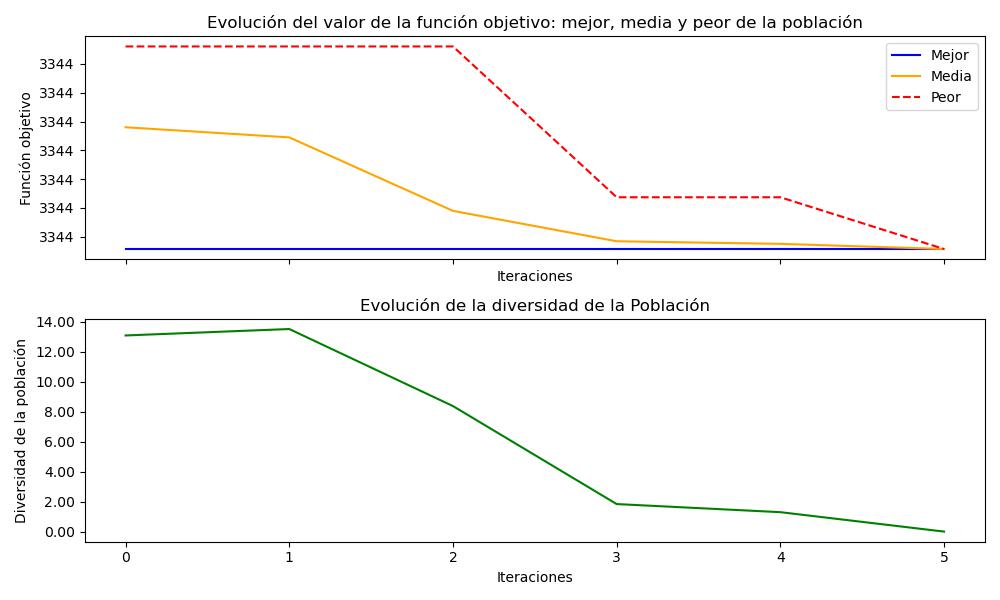 Evolución del valor de la función objetivo: mejor, media y peor de la población
Función objetivo
3344
3344
3344
3344
3344
3344
3344
Mejor
Media
Peor
Iteraciones
Evolución de la diversidad de la Población
Diversidad de la población
14.00
12.00
10.00
8.00
6.00
4.00
2.00
0.00
0 1 2 3 4 5
Iteraciones